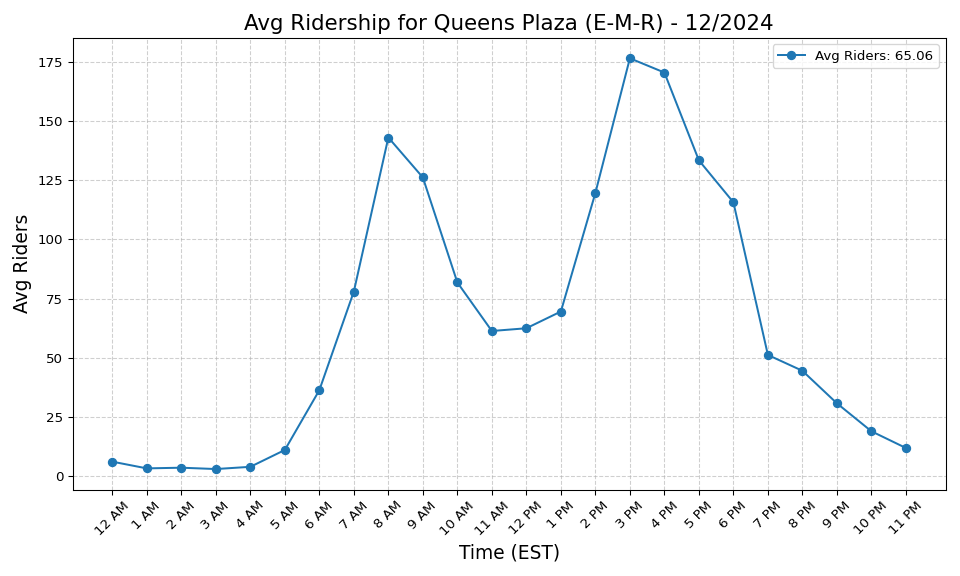 Avg Ridership for Queens Plaza (E-M-R) - 12/2024
Avg Riders: 65.06
Avg Riders
175
150
125
100
75
50
25
0
12 AM
1 AM
2 AM
3 AM
4 AM
5 AM
6 AM
7 AM
8 AM
9 AM
10 AM
11 AM
12 PM
1 PM
2 PM
3 PM
4 PM
5 PM
6 PM
7 PM
8 PM
9 PM
10 PM
11 PM
Time (EST)